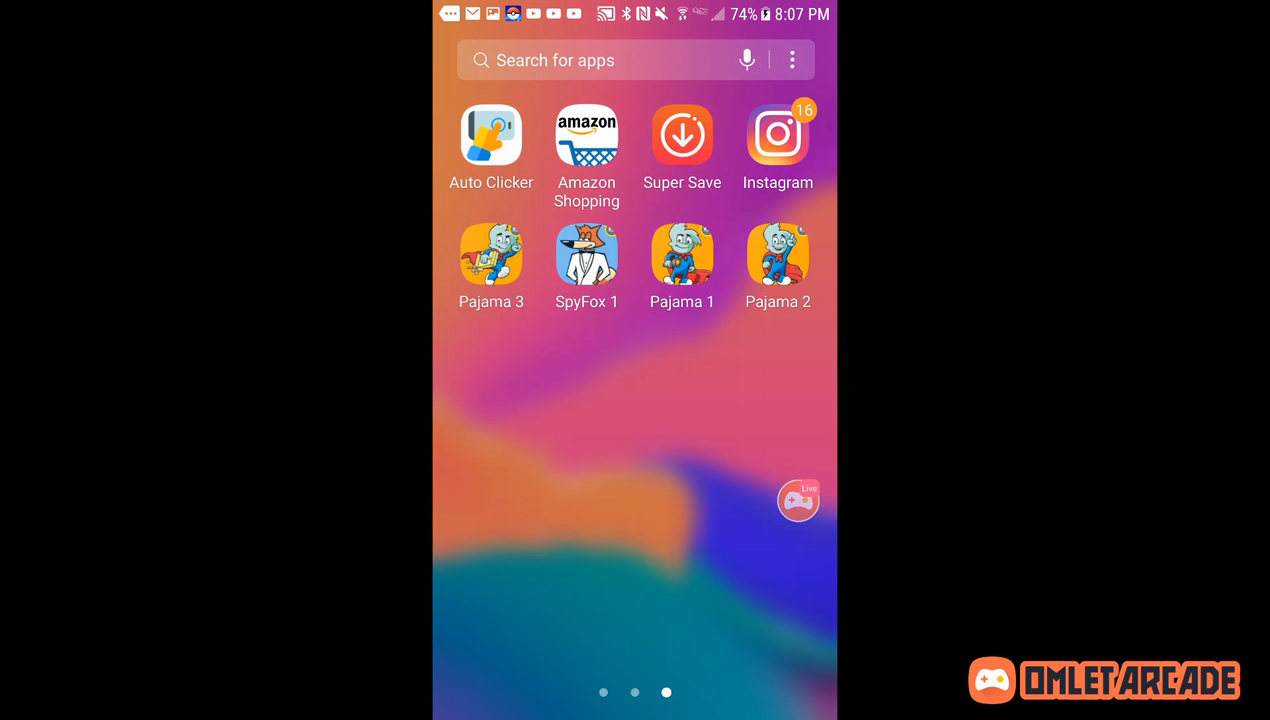 74% 8:07 PM
Search for apps
16
amazon
Auto Clicker
Amazon
Shopping
Super Save
Instagram
Pajama 3
SpyFox 1
Pajama 1
Pajama 2
Live
OMLET ARCADE